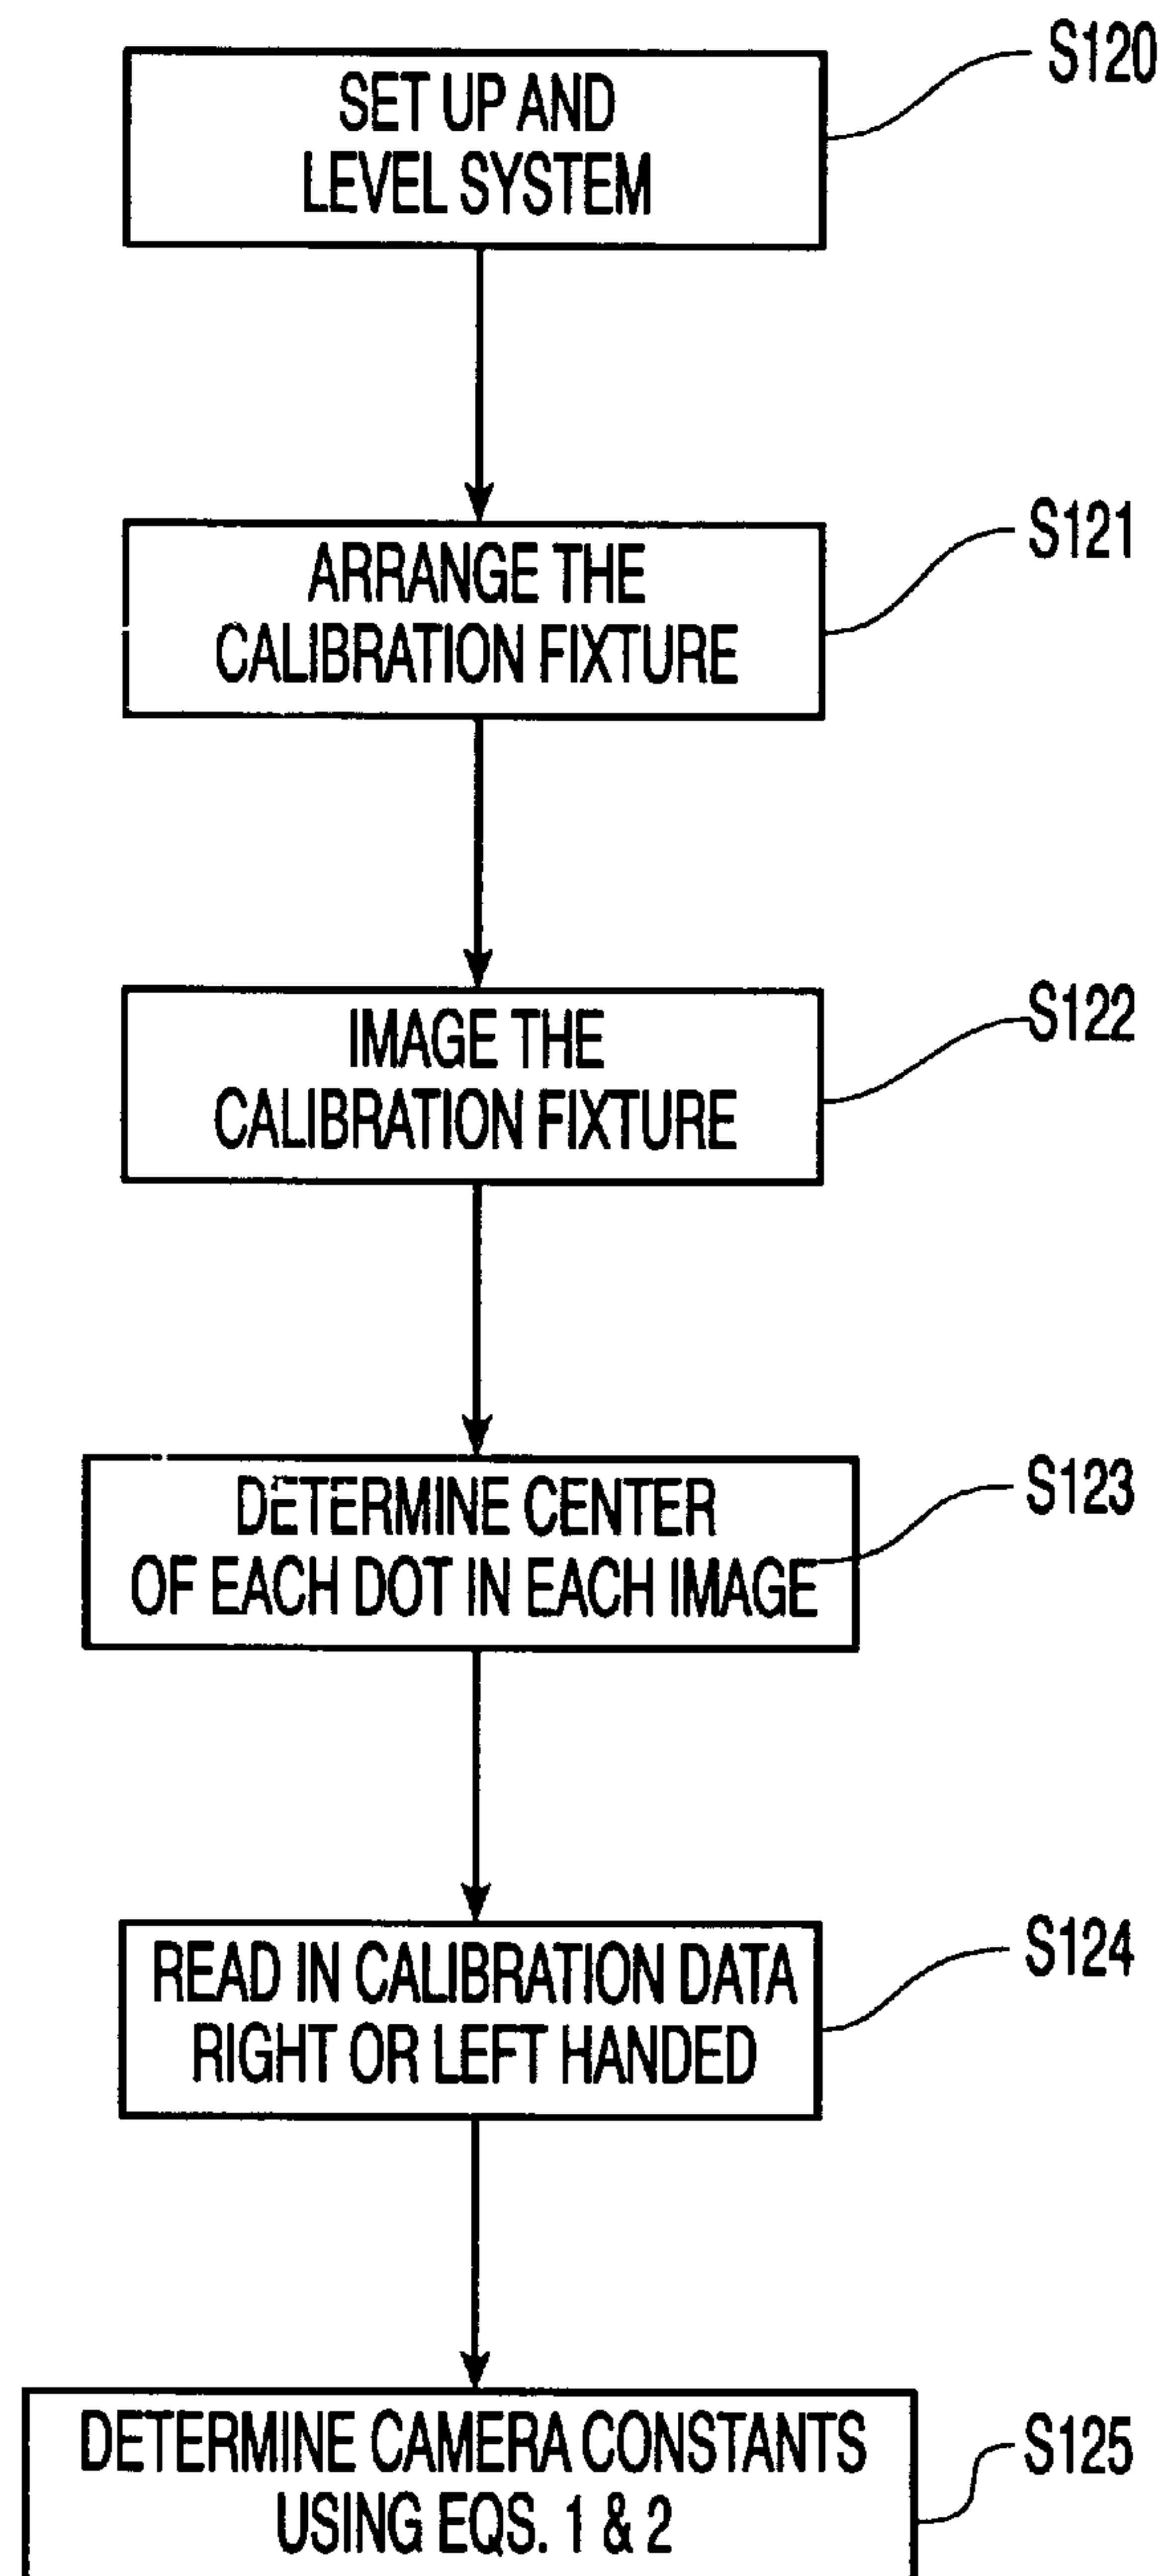 S120
SET UP AND
LEVEL SYSTEM
S121
ARRANGE THE
CALIBRATION FIXTURE
S122
IMAGE THE
CALIBRATION FIXTURE
S123
DETERMINE CENTER
OF EACH DOT IN EACH IMAGE
S124
READ IN CALIBRATION DATA
RIGHT OR LEFT HANDED
S125
DETERMINE CAMERA CONSTANTS
USING EQS. 1 & 2